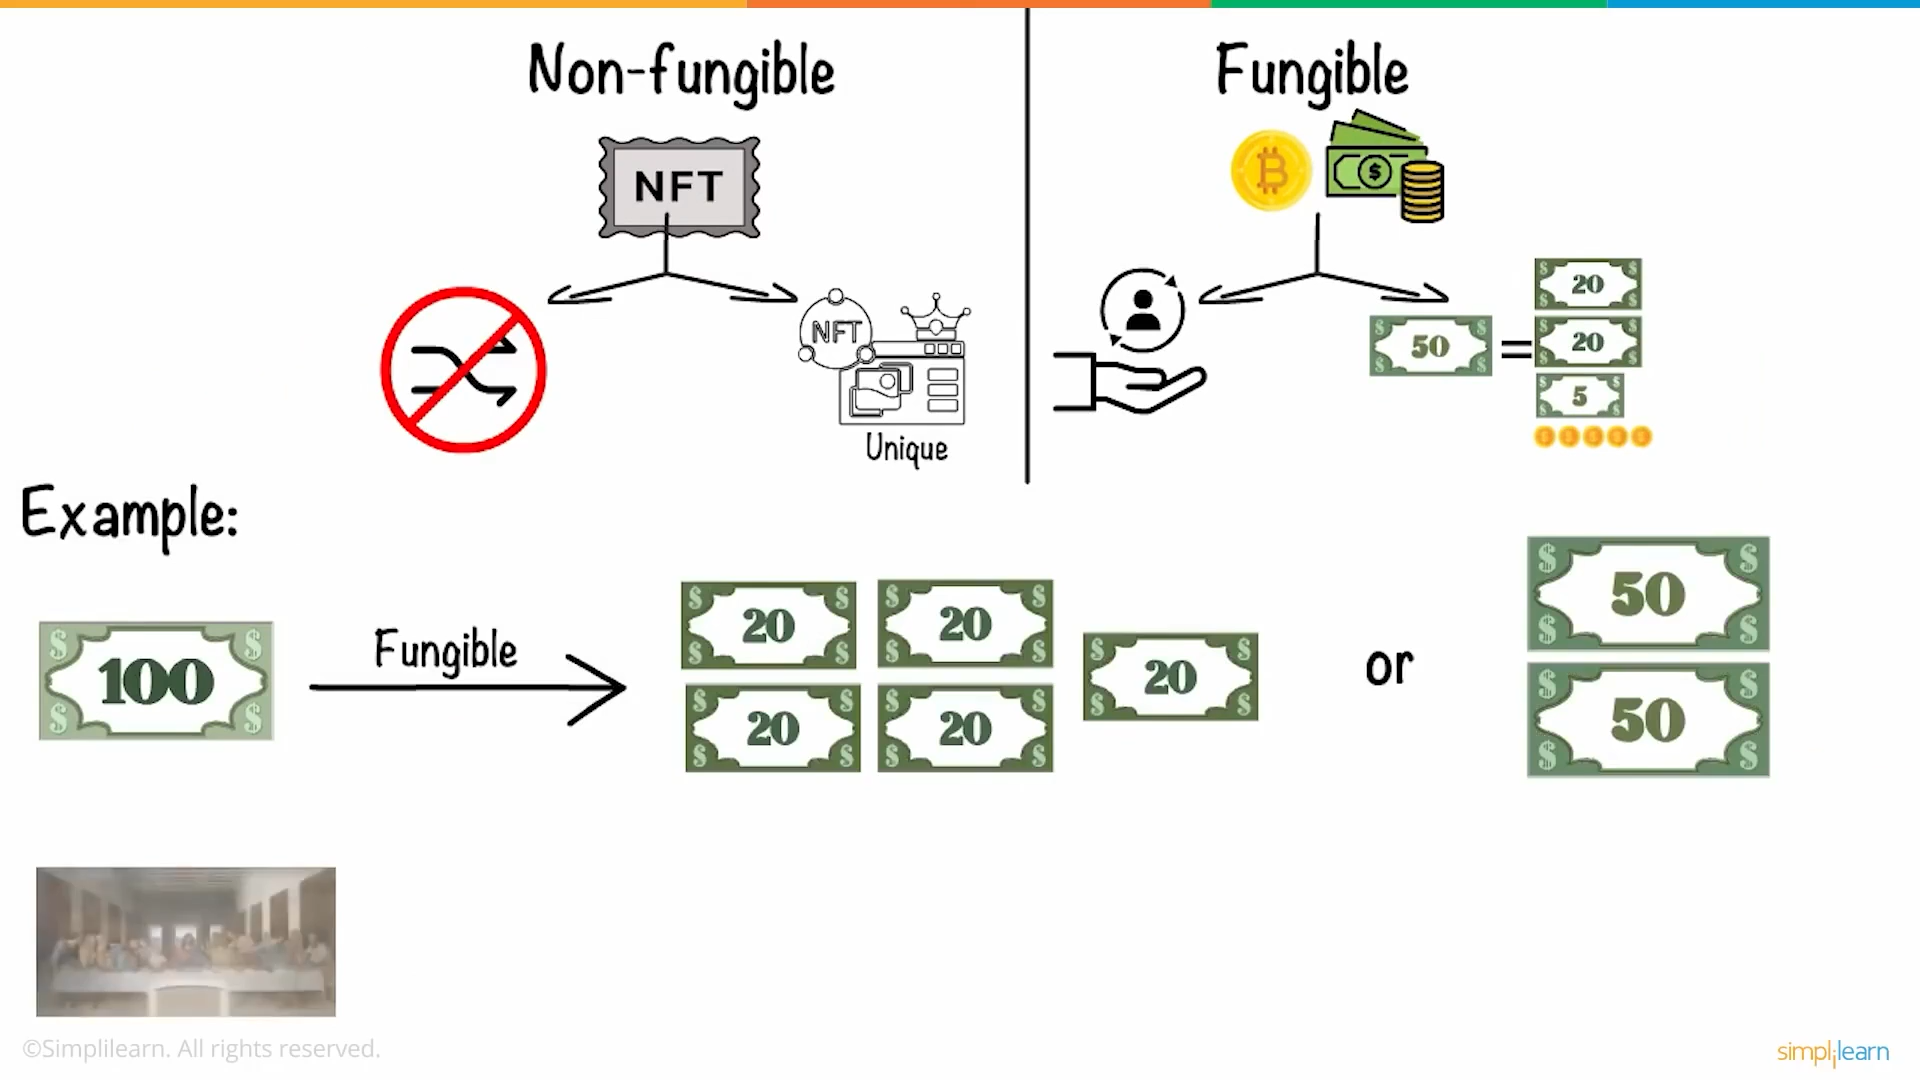 Non-fungible
Fungible
NFT
NFT
Unique
50
=
20
20
5
Example:
100
Fungible
20
20
20
20
20
or
50
50
©Simplilearn. All rights reserved.
simplilearn